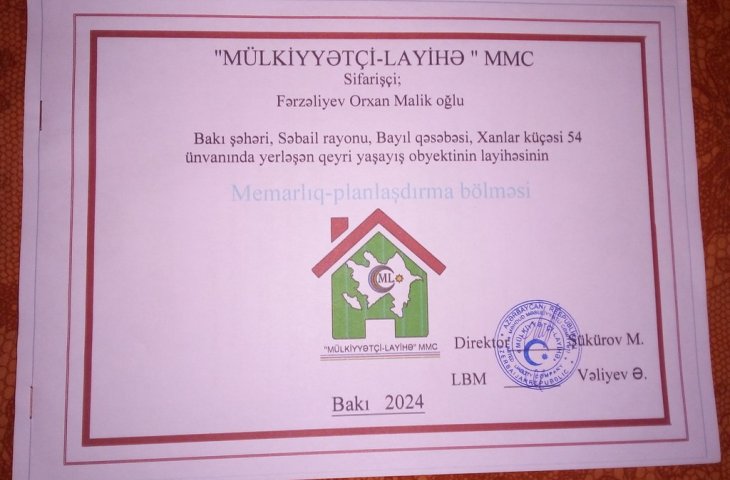 "MÜLKİYYƏTÇİ-LAYİHƏ " MMC
Sifarişçi;
Fərzəliyev Orxan Malik oğlu
Bakı şəhəri, Səbail rayonu, Bayıl qəsəbəsi, Xanlar küçəsi 54
ünvanında yerləşən qeyri yaşayış obyektinin layihəsinin
Memarlıq-planlaşdırma bölməsi
ML
"MÜLKİYYƏTÇİ-LAYİHƏ" MMC
Direktor Şükürov M.
LBM Vəliyev Ə.
Bakı 2024